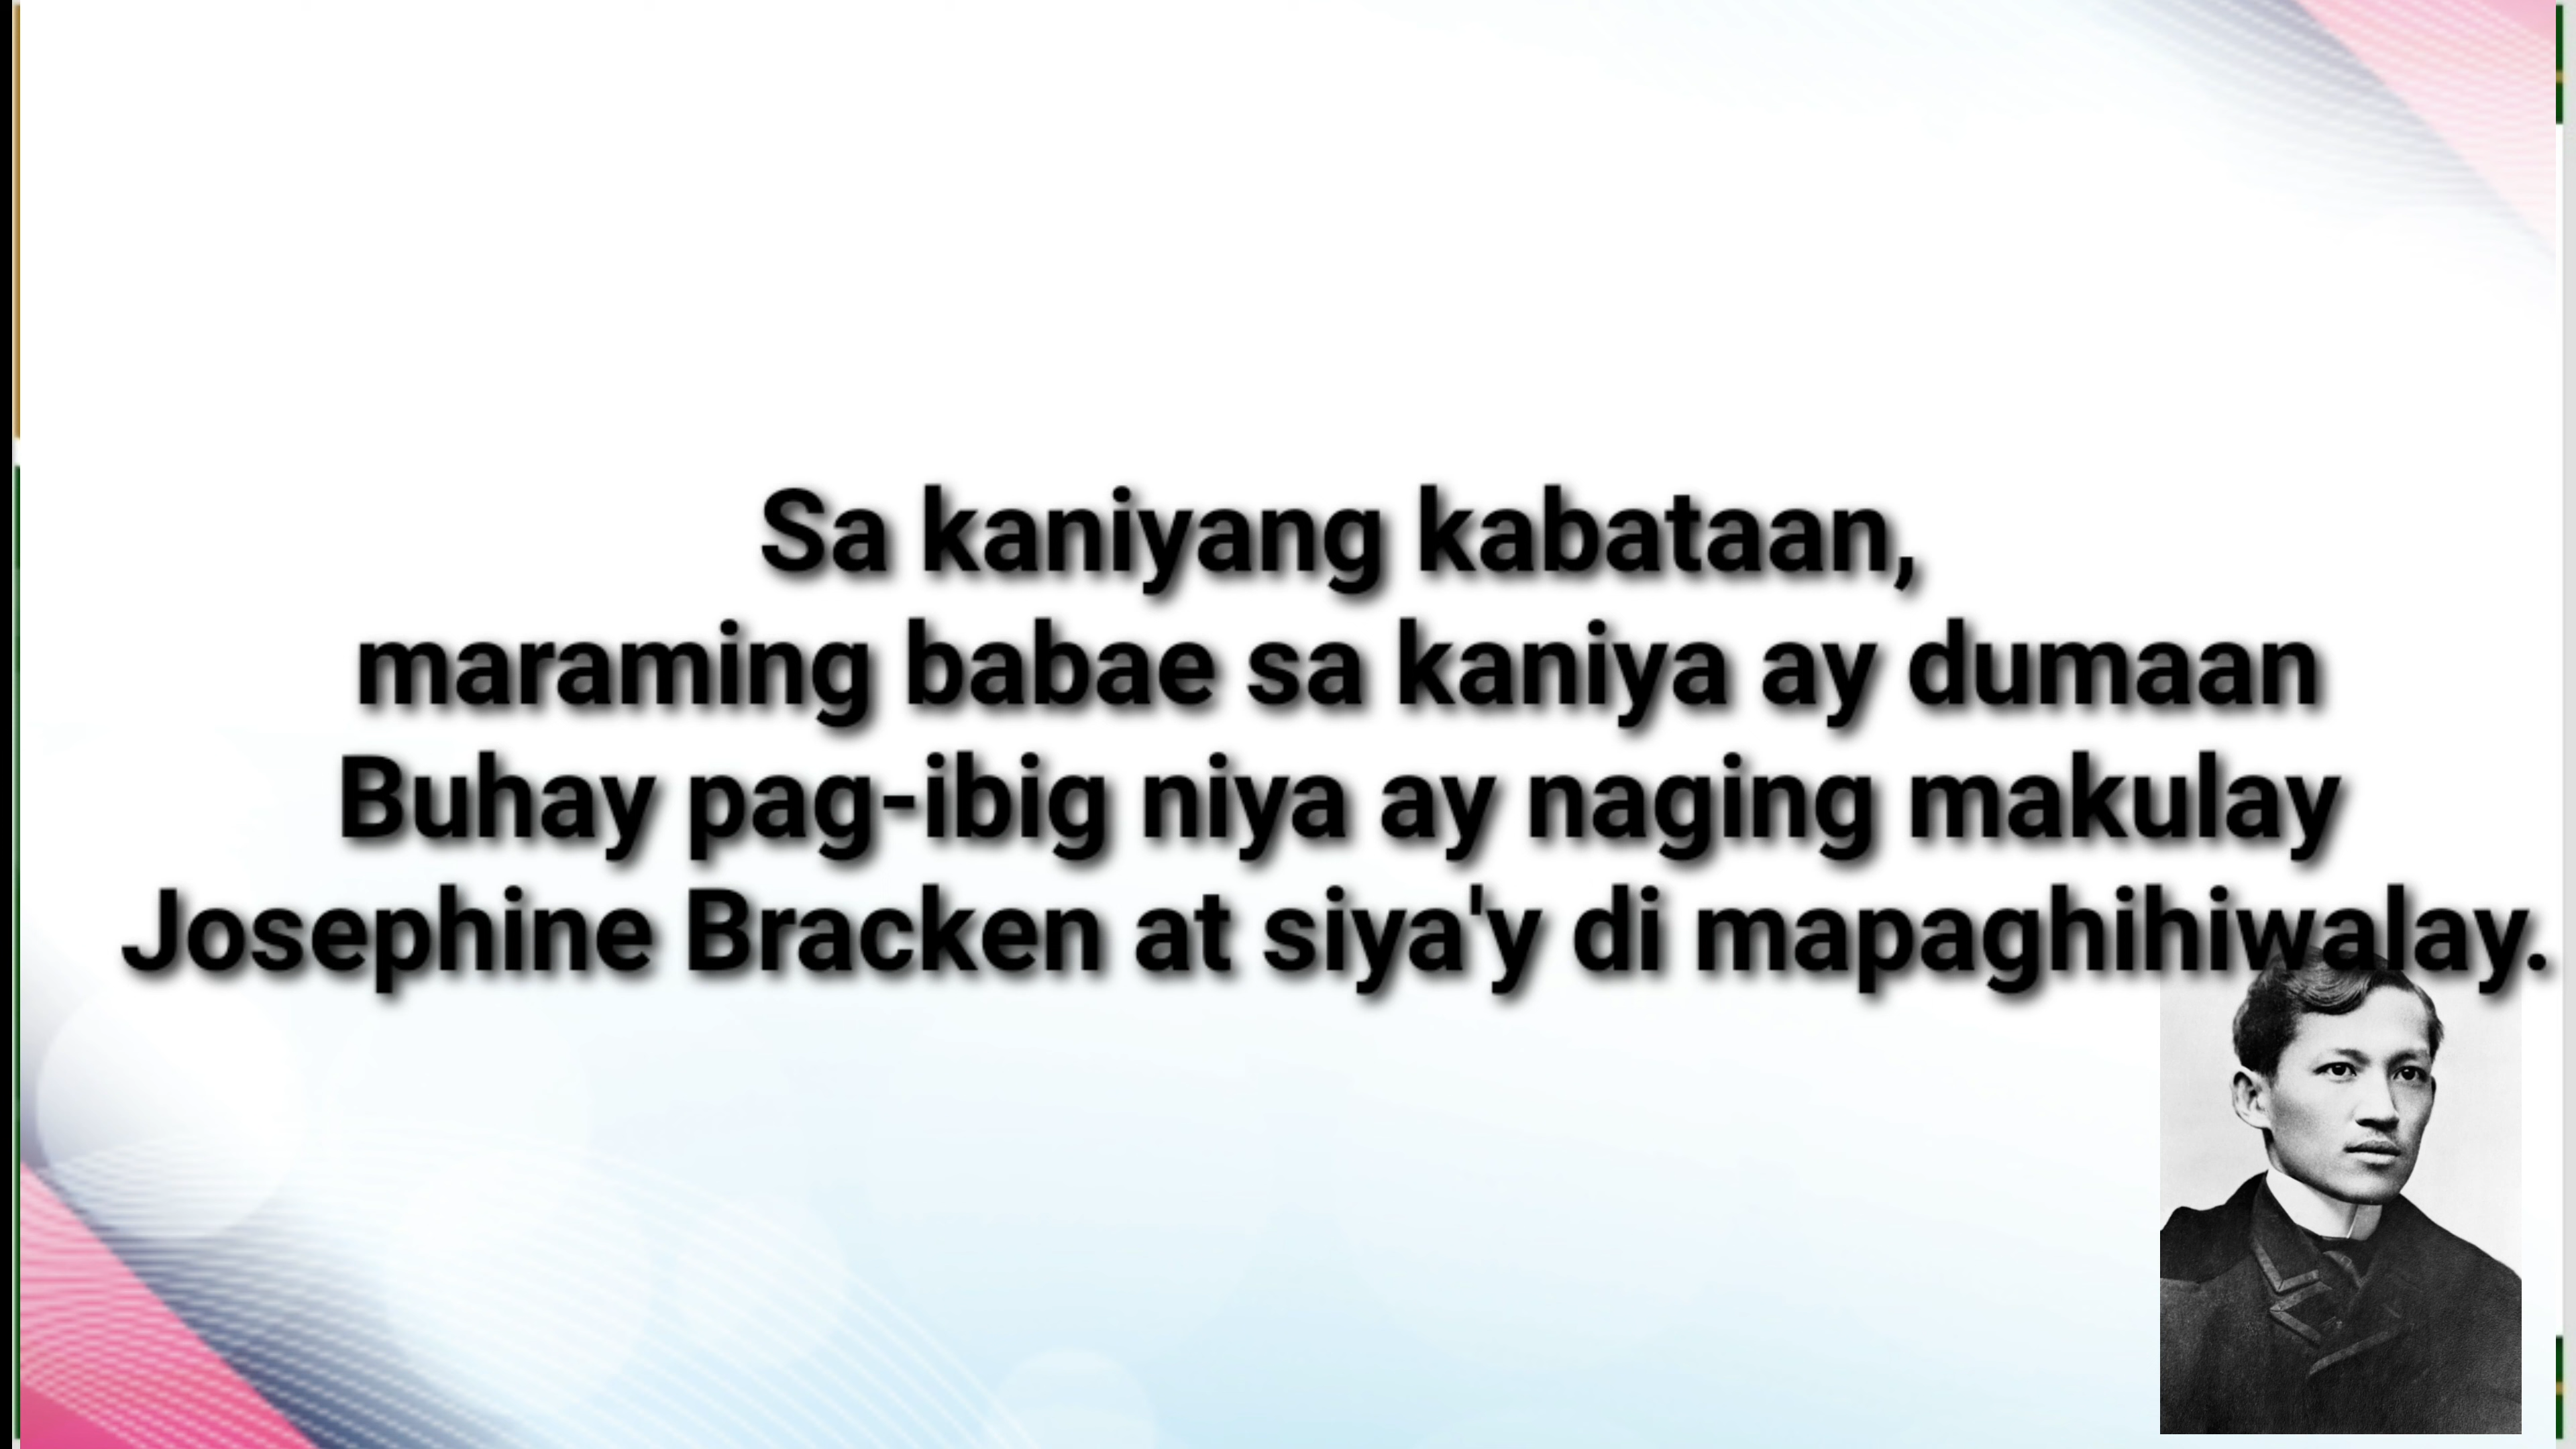 Sa kaniyang kabataan,
maraming babae sa kaniya ay dumaan
Buhay pag-ibig niya ay naging makulay
Josephine Bracken at siya'y di mapaghihiwalay.